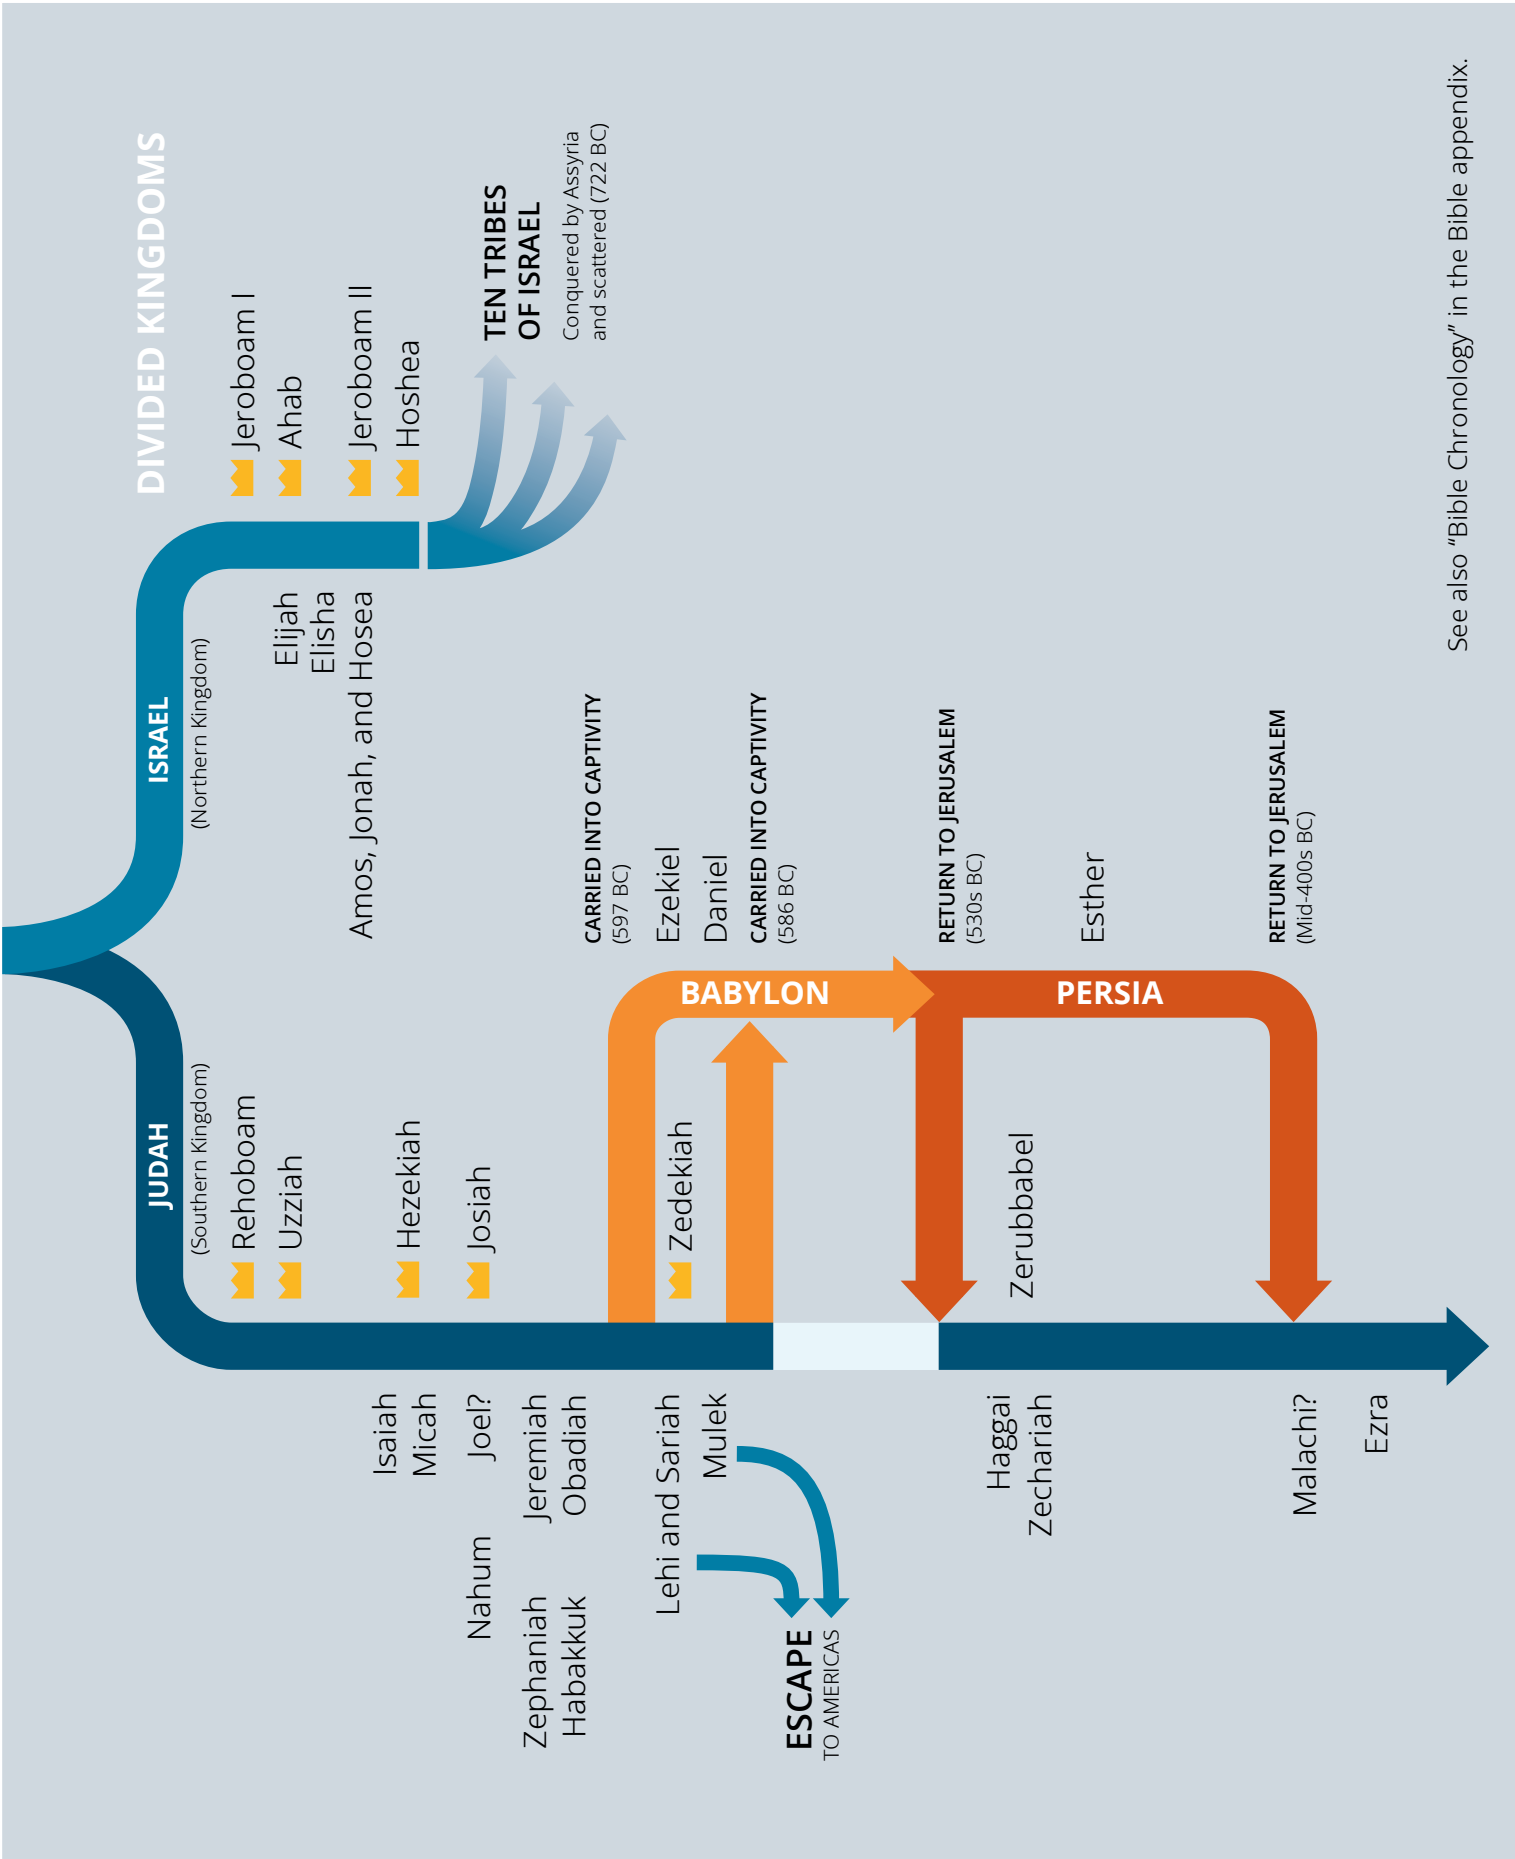 DIVIDED KINGDOMS
ISRAEL
(Northern Kingdom)
Jeroboam I
Ahab
Jeroboam II
Hoshea
Elijah
Elisha
Amos, Jonah, and Hosea
TEN TRIBES
OF ISRAEL
Conquered by Assyria
and scattered (722 BC)
JUDAH
(Southern Kingdom)
Rehoboam
Uzziah
Hezekiah
Josiah
Zedekiah
Isaiah
Micah
Joel?
Nahum
Jeremiah
Obadiah
Zephaniah
Habakkuk
Lehi and Sariah
Mulek
ESCAPE
TO AMERICAS
CARRIED INTO CAPTIVITY
(597 BC)
Ezekiel
Daniel
CARRIED INTO CAPTIVITY
(586 BC)
BABYLON
RETURN TO JERUSALEM
(530s BC)
PERSIA
Esther
RETURN TO JERUSALEM
(Mid-400s BC)
Zerubbabel
Haggai
Zechariah
Malachi?
Ezra
See also “Bible Chronology” in the Bible appendix.